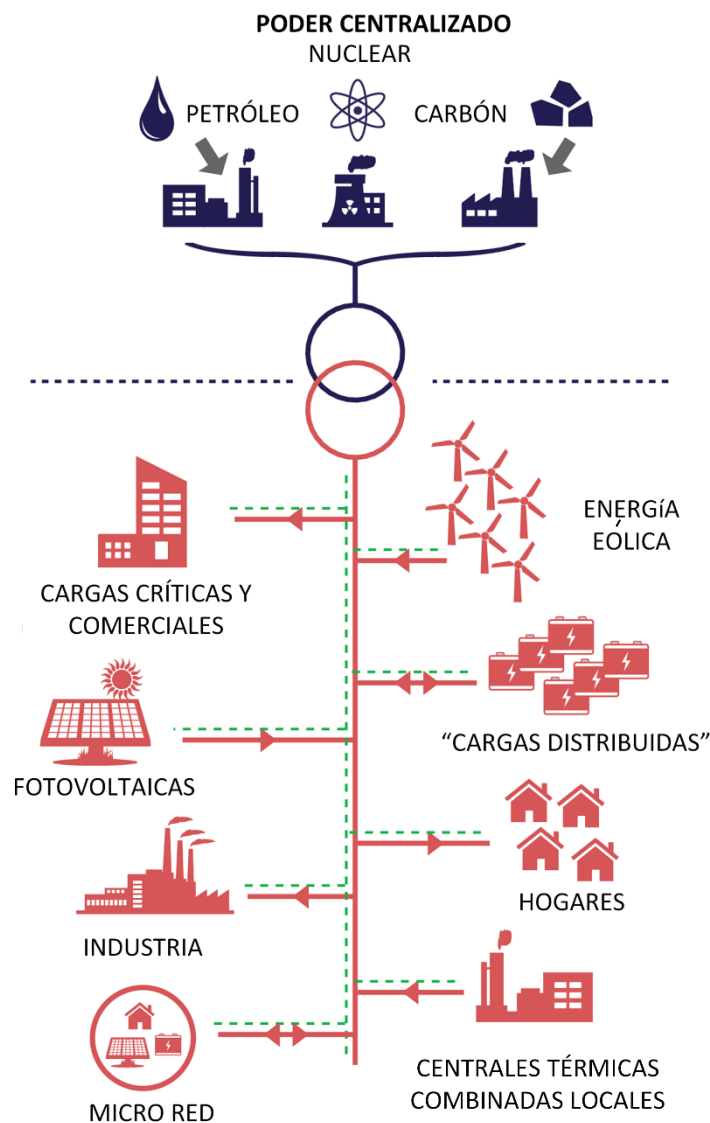 PODER CENTRALIZADO
NUCLEAR
PETRÓLEO
CARBÓN
ENERGÍA
EÓLICA
CARGAS CRÍTICAS Y
COMERCIALES
“CARGAS DISTRIBUIDAS”
FOTOVOLTAICAS
HOGARES
INDUSTRIA
CENTRALES TÉRMICAS
COMBINADAS LOCALES
MICRO RED